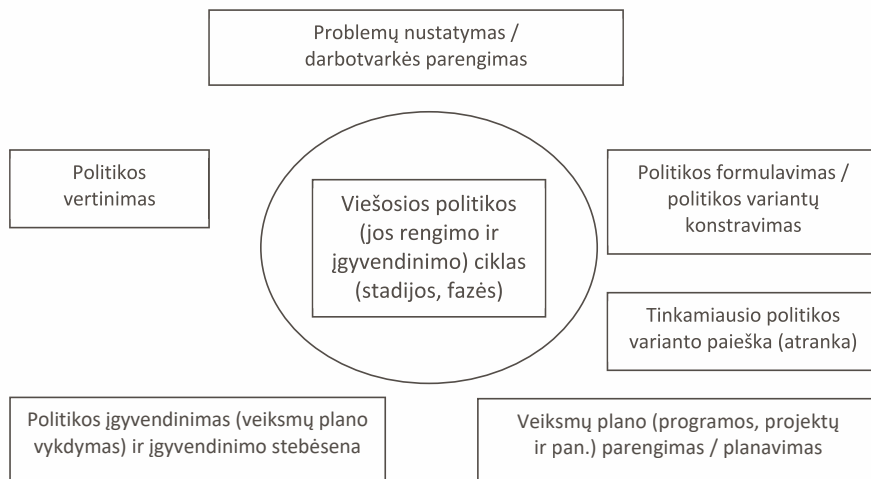 Problemų nustatymas /
darbotvarkės parengimas
Politikos
vertinimas
Viešosios politikos
(jos rengimo ir
įgyvendinimo) ciklas
(stadijos, fazės)
Politikos formulavimas /
politikos variantų
konstravimas
Tinkamiausio politikos
varianto paieška (atranka)
Politikos įgyvendinimas (veiksmų plano
vykdymas) ir įgyvendinimo stebėsena
Veiksmų plano (programos, projektų
ir pan.) parengimas / planavimas